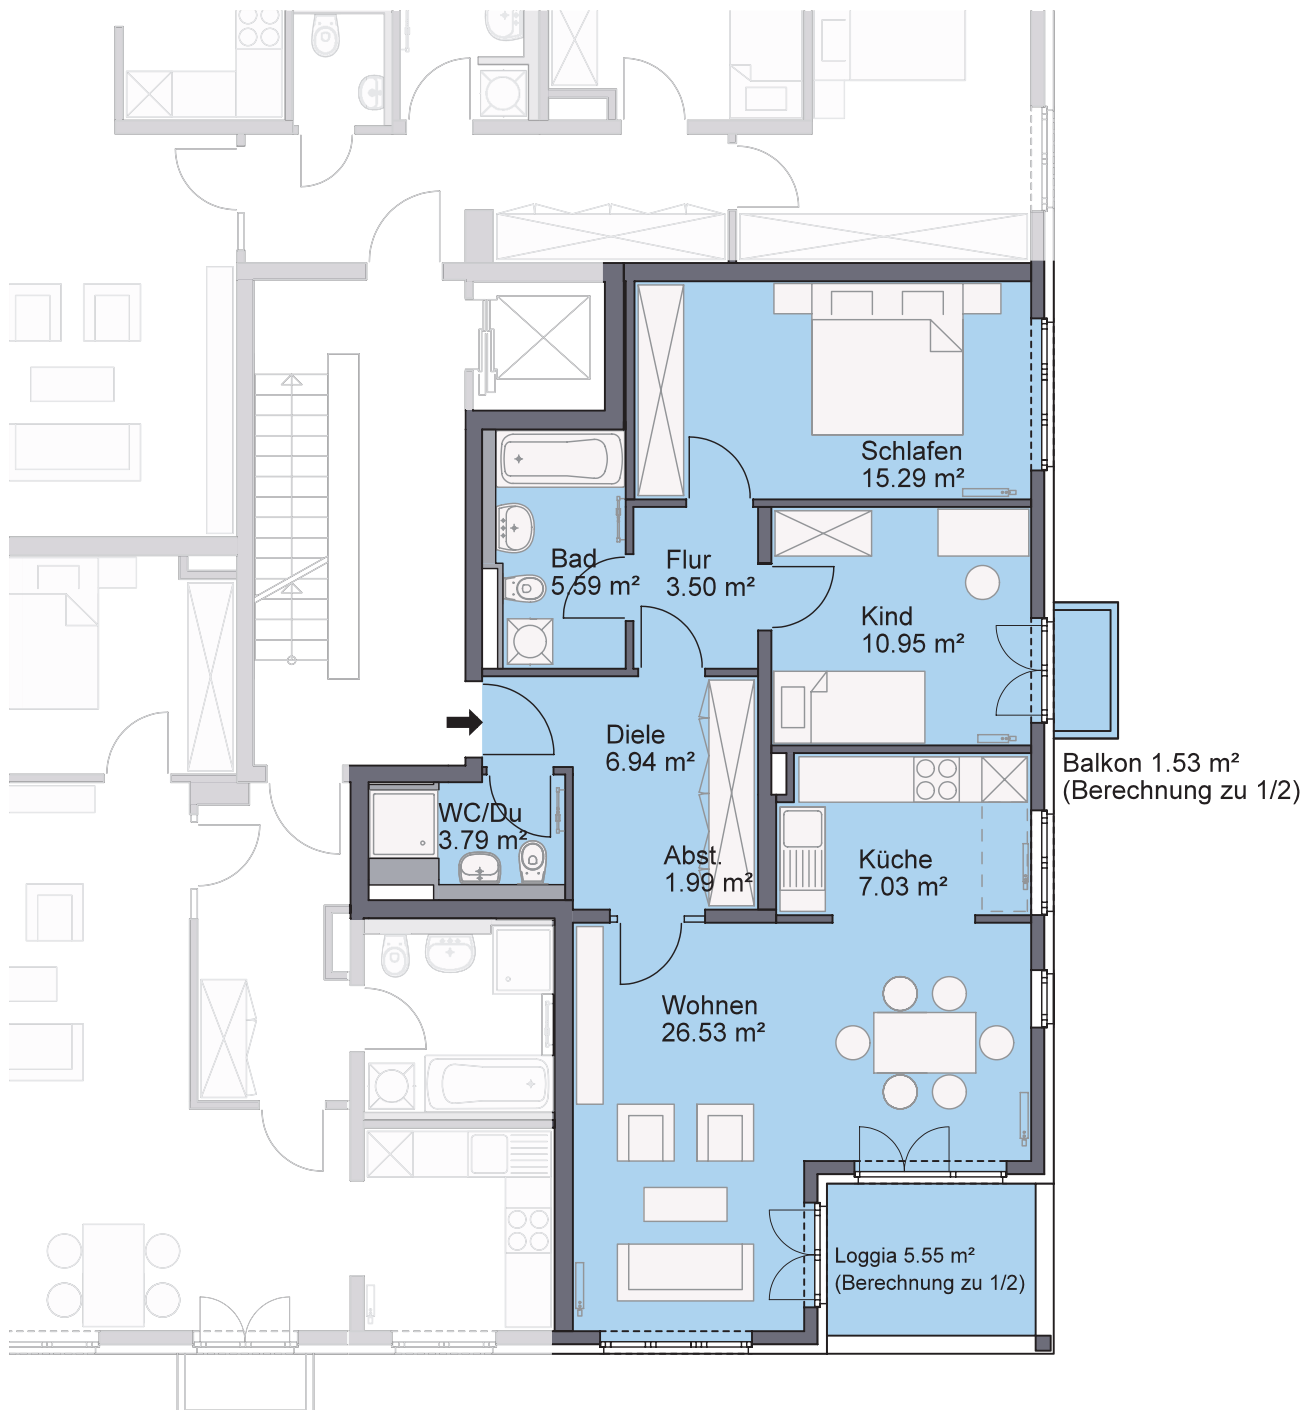 Schlafen
15.29 m²
Bad
5.59 m²
Flur
3.50 m²
Kind
10.95 m²
Diele
6.94 m²
Balkon 1.53 m²
(Berechnung zu 1/2)
WC/Du
3.79 m²
Abst.
1.99 m²
Küche
7.03 m²
Wohnen
26.53 m²
Loggia 5.55 m²
(Berechnung zu 1/2)